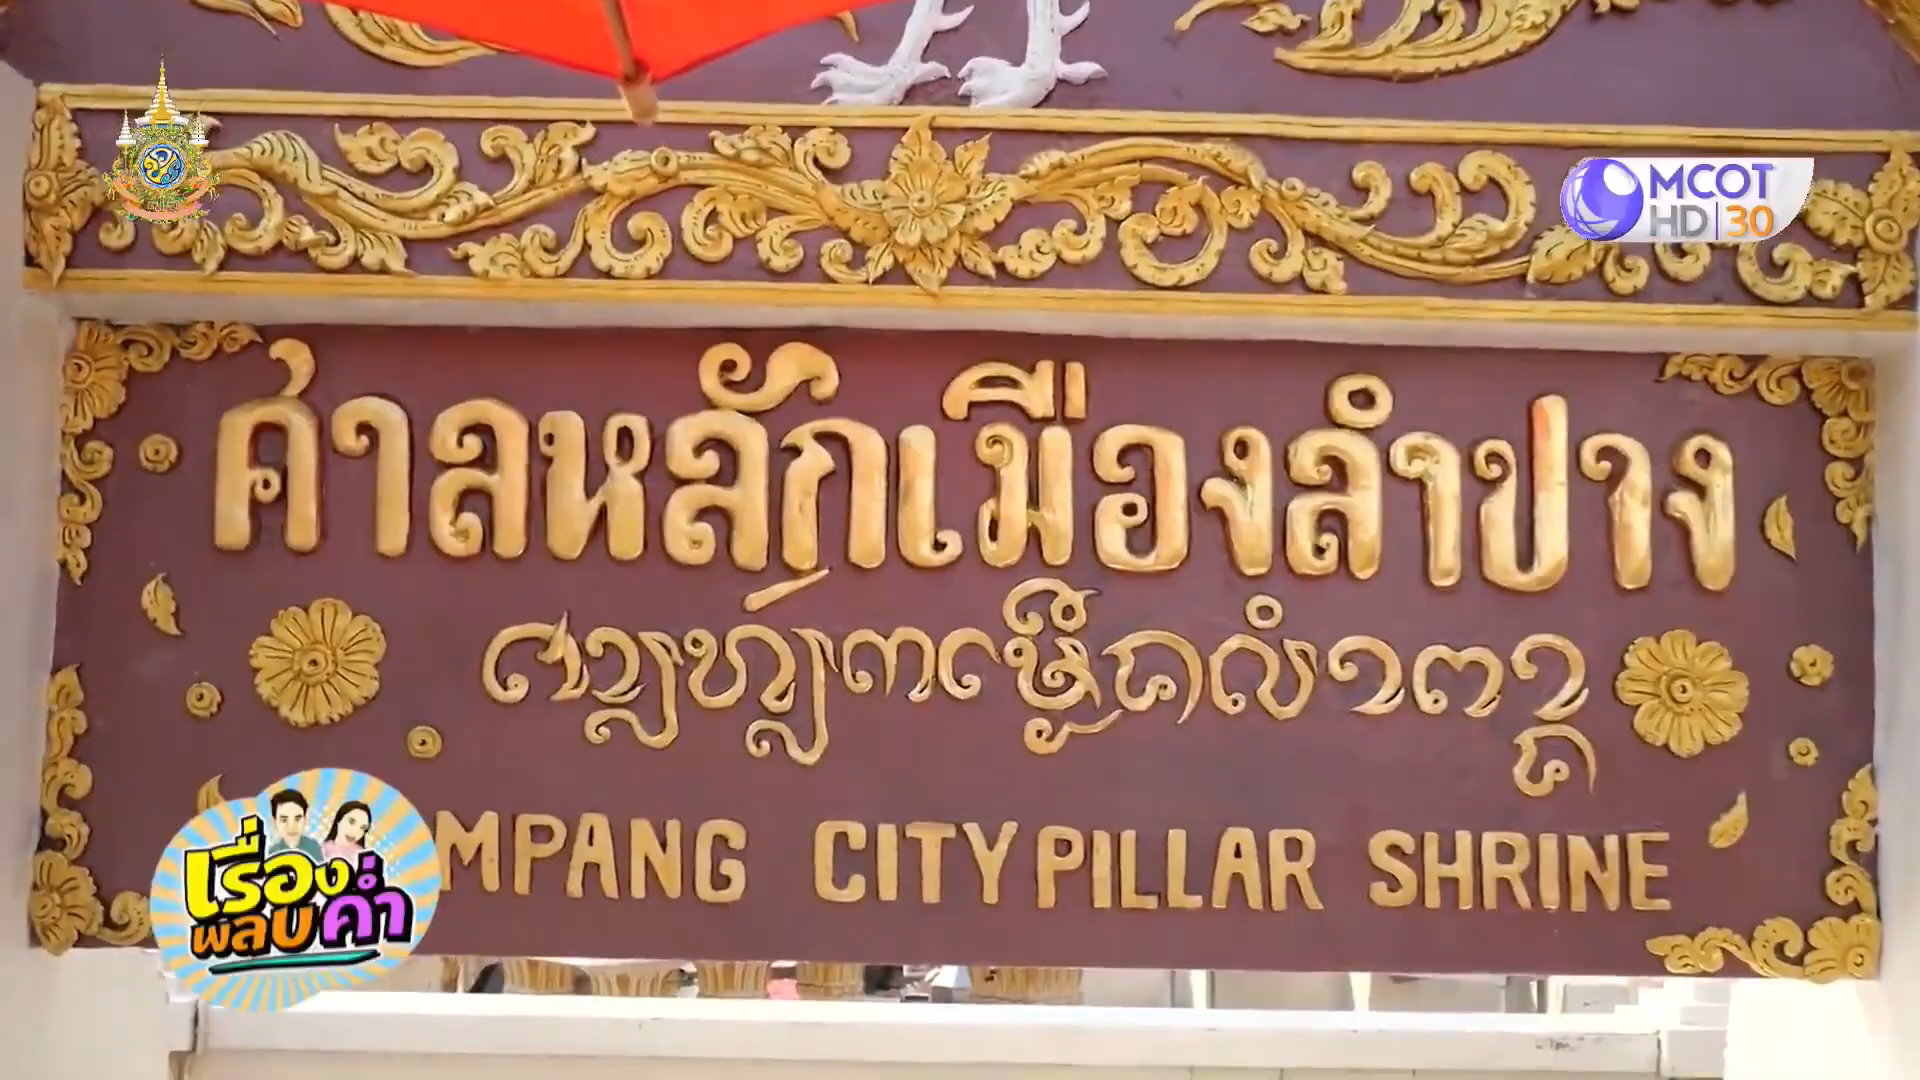 MCOT
HD 30
ศาลหลักเมืองลำปาง
MPANG CITY PILLAR SHRINE
เรื่อง
พลบค่ำ